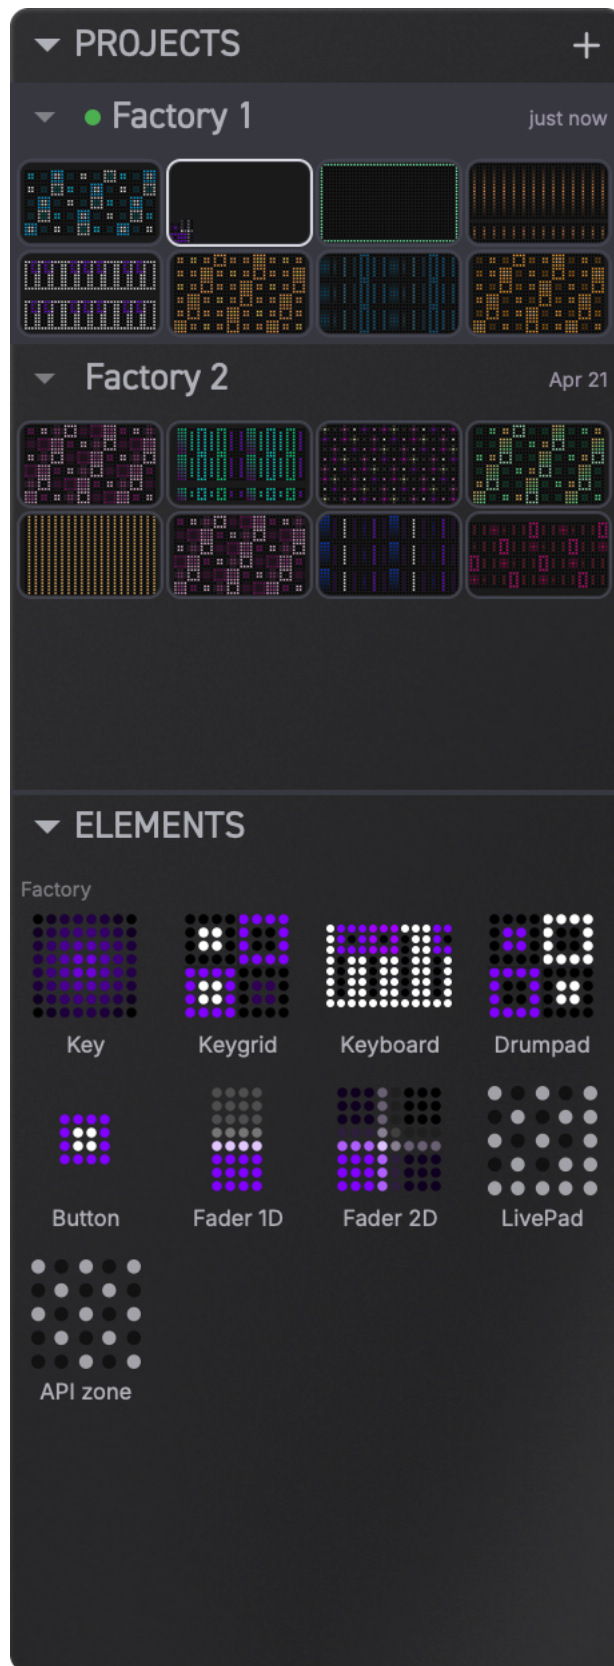 PROJECTS
Factory 1
just now
Factory 2
Apr 21
ELEMENTS
Factory
Key
Keygrid
Keyboard
Drumpad
Button
Fader 1D
Fader 2D
LivePad
API zone